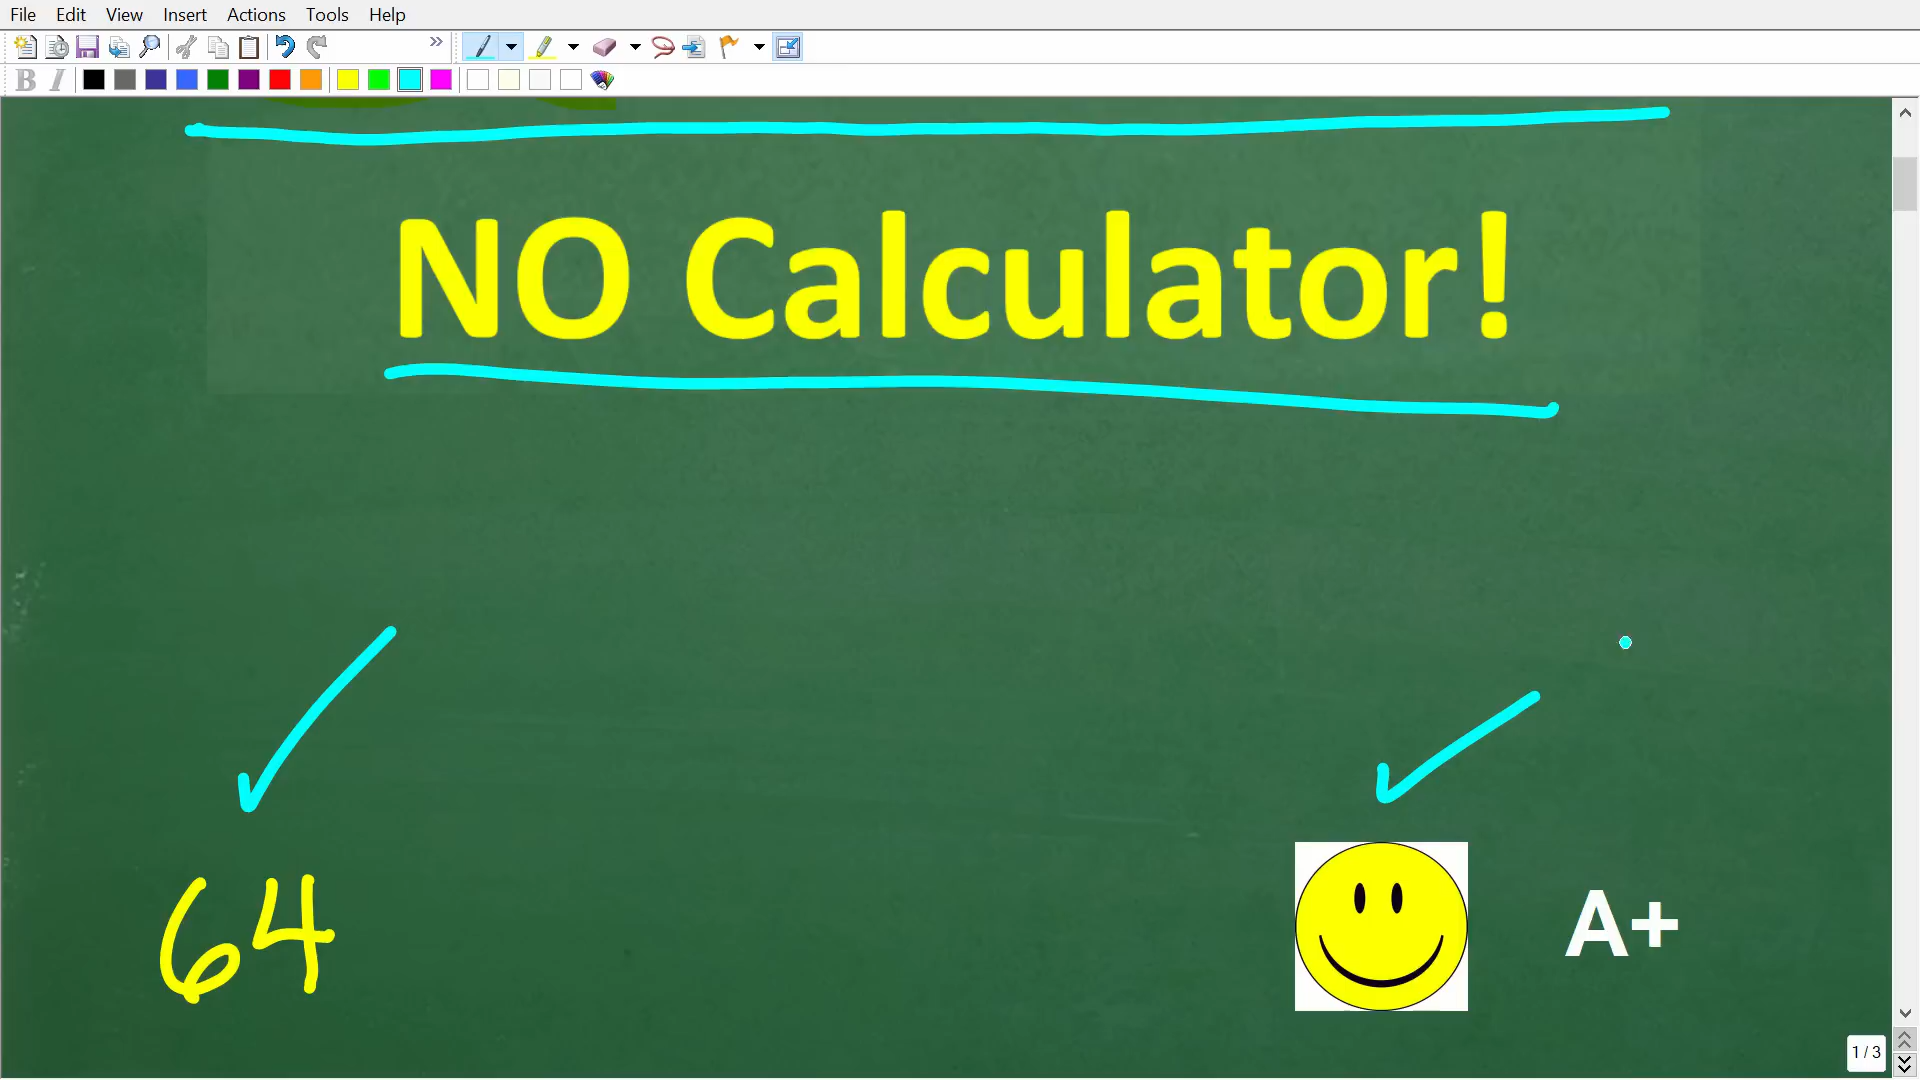 File Edit View Insert Actions Tools Help
B I
NO Calculator!
64
A+
1 / 3